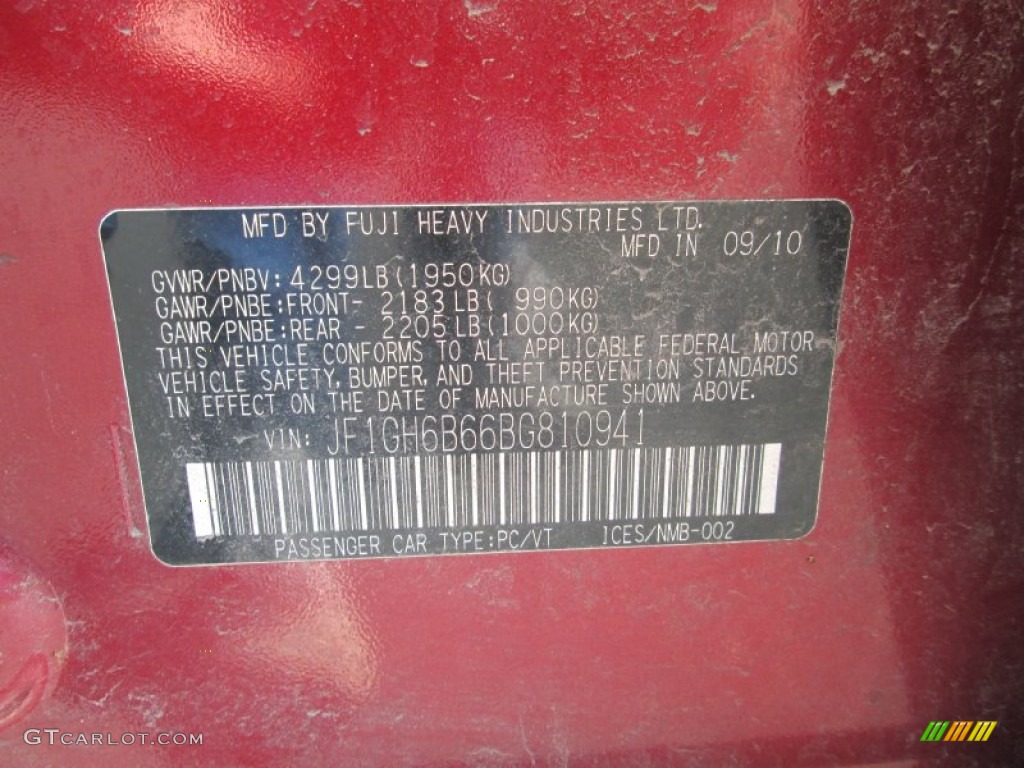 MFD BY FUJI HEAVY INDUSTRIES LTD.
MFD IN 09/10
GVWR/PNBV:4299LB(1950KG)
GAWR/PNBE:FRONT- 2183LB( 990KG)
GAWR/PNBE:REAR - 2205LB(1000KG)
THIS VEHICLE CONFORMS TO ALL APPLICABLE FEDERAL MOTOR
VEHICLE SAFETY, BUMPER, AND THEFT PREVENTION STANDARDS
IN EFFECT ON THE DATE OF MANUFACTURE SHOWN ABOVE.
VIN: JF1GH6B66BG810941
PASSENGER CAR TYPE:PC/VT ICES/NMB-002
GTCARLOT.COM